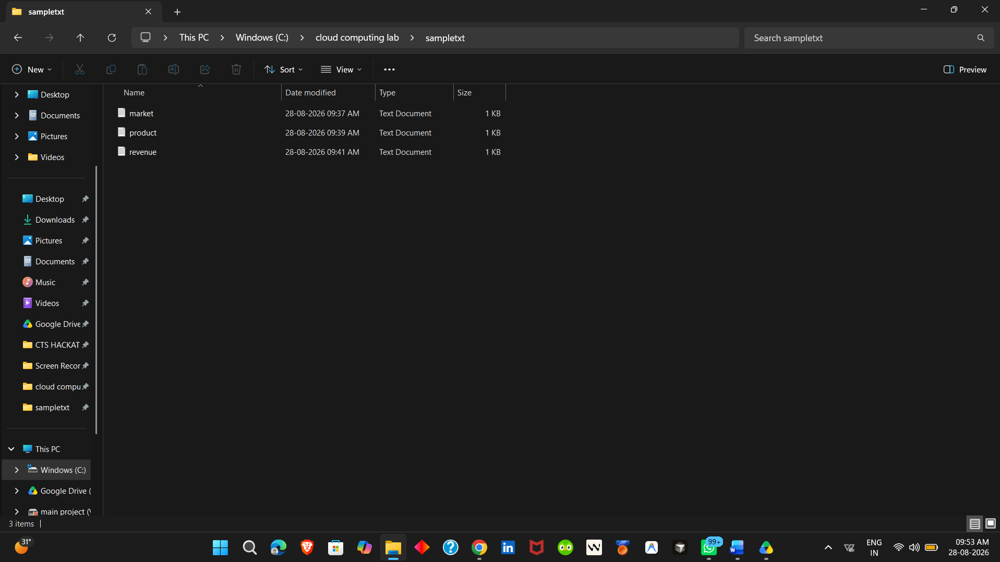 sampletxt
This PC > Windows (C:) > cloud computing lab > sampletxt
Search sampletxt
New
Sort
View
Preview
Desktop
Documents
Pictures
Videos
Desktop
Downloads
Pictures
Documents
Music
Videos
Google Drive
CTS HACKAT
Screen Recor
cloud compu
sampletxt
This PC
Windows (C:)
Google Drive (
main project (\
Name Date modified Type Size
market 28-08-2026 09:37 AM Text Document 1 KB
product 28-08-2026 09:39 AM Text Document 1 KB
revenue 28-08-2026 09:41 AM Text Document 1 KB
3 items
31°
in
99+
W
ENG
IN
09:53 AM
28-08-2026